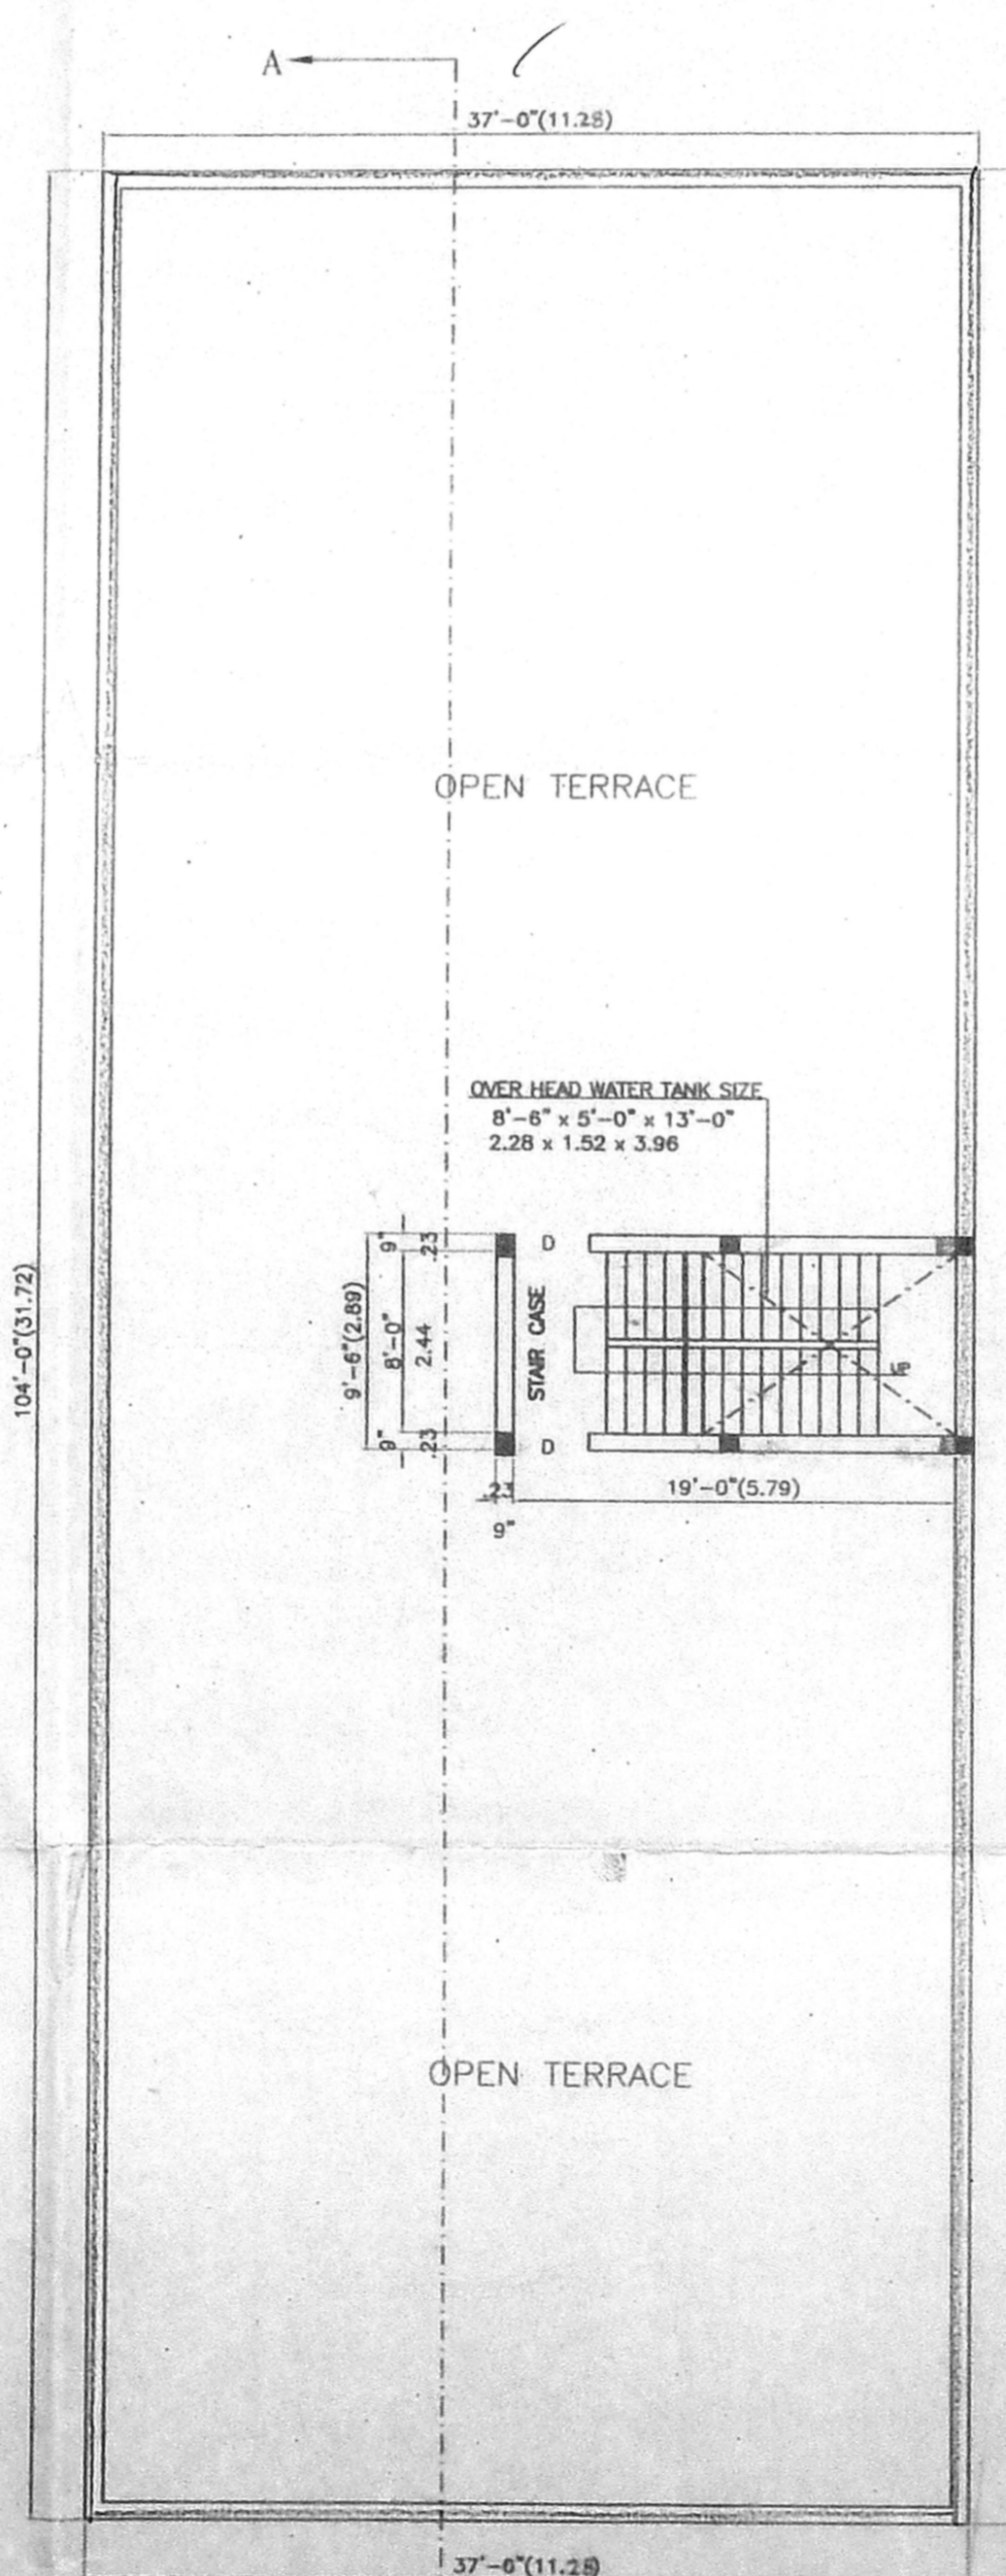 A
37'-0"(11.28)
OPEN TERRACE
OVER HEAD WATER TANK SIZE
8'-6" x 5'-0" x 13'-0"
2.28 x 1.52 x 3.96
104'-0"(31.72)
9'-6"(2.89)
9"
.23
8'-0"
2.44
9"
.23
D
STAIR CASE
D
.23
9"
19'-0"(5.79)
OPEN TERRACE
37'-0"(11.28)